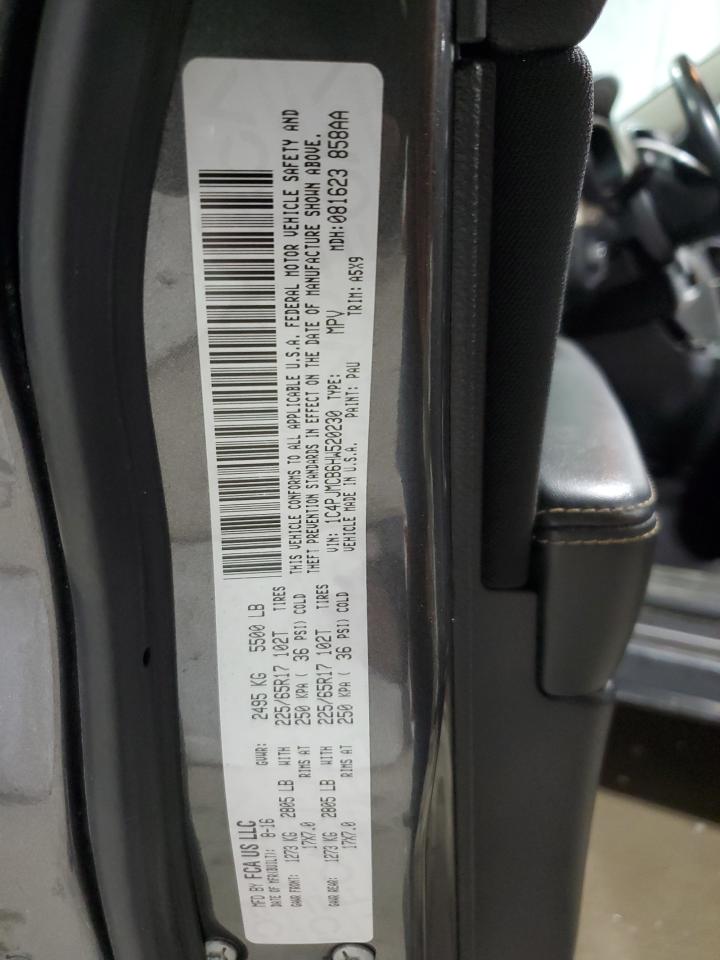 MFD BY FCA US LLC
DATE OF MFR(BUILT): 8-16 GVWR: 2495 KG 5500 LB
GAWR FRONT: 1273 KG 2805 LB WITH 225/65R17 102T TIRES
17X7.0 RIMS AT 250 KPA ( 36 PSI) COLD
GAWR REAR: 1273 KG 2805 LB WITH 225/65R17 102T TIRES
17X7.0 RIMS AT 250 KPA ( 36 PSI) COLD
THIS VEHICLE CONFORMS TO ALL APPLICABLE U.S.A. FEDERAL MOTOR VEHICLE SAFETY AND
THEFT PREVENTION STANDARDS IN EFFECT ON THE DATE OF MANUFACTURE SHOWN ABOVE.
VIN: 1C4PJMCB6HW520230 TYPE: MPV MDH:081623 858AA
VEHICLE MADE IN U.S.A. PAINT: PAU TRIM: A5X9